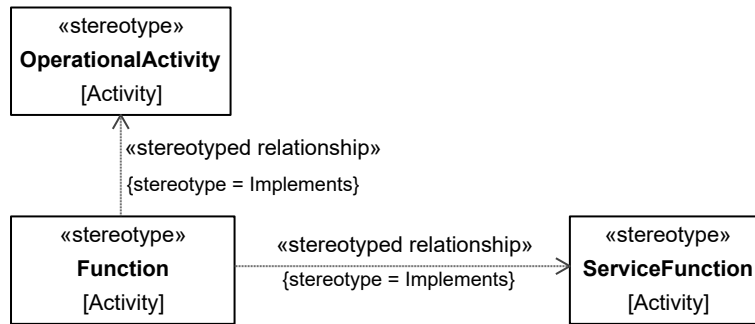 «stereotype»
OperationalActivity
[Activity]
«stereotyped relationship»
{stereotype = Implements}
«stereotype»
Function
[Activity]
«stereotyped relationship»
{stereotype = Implements}
«stereotype»
ServiceFunction
[Activity]